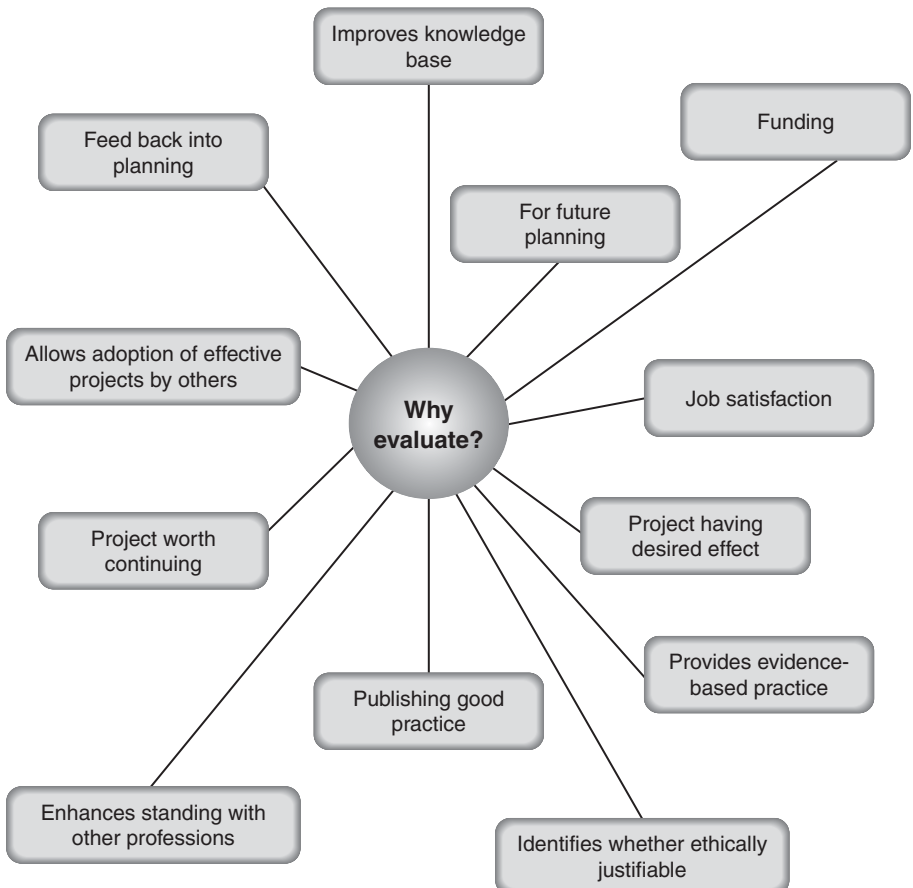 Improves knowledge
base
Funding
Feed back into
planning
For future
planning
Allows adoption of effective
projects by others
Why
evaluate?
Job satisfaction
Project worth
continuing
Project having
desired effect
Provides evidence-
based practice
Publishing good
practice
Enhances standing with
other professions
Identifies whether ethically
justifiable